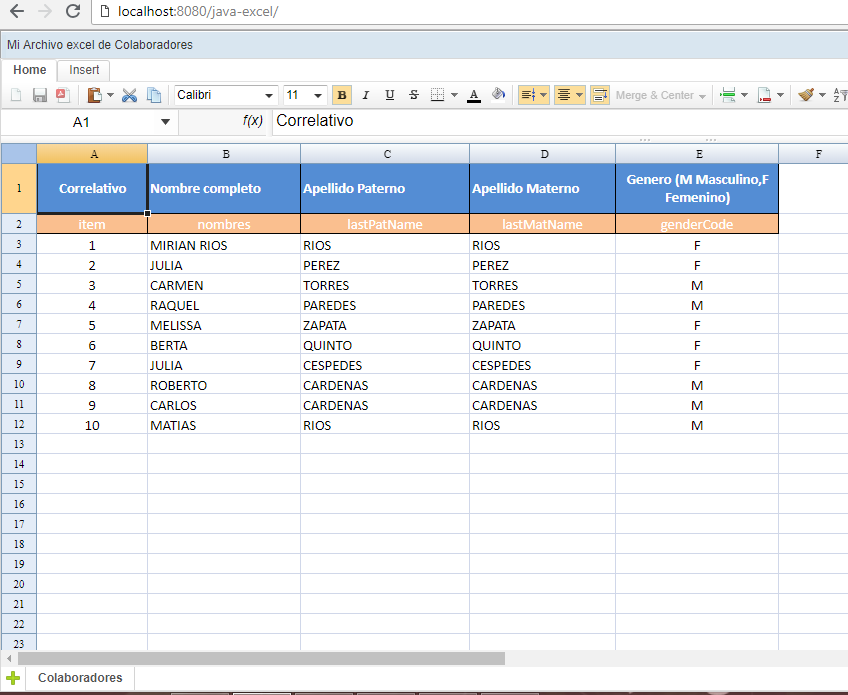 localhost:8080/java-excel/
Mi Archivo excel de Colaboradores
Home Insert
Calibri 11 B I U S A Merge & Center
A1 f(x) Correlativo
A B C D E F
1 Correlativo Nombre completo Apellido Paterno Apellido Materno Genero (M Masculino,F
Femenino)
2 item nombres lastPatName lastMatName genderCode
3 1 MIRIAN RIOS RIOS RIOS F
4 2 JULIA PEREZ PEREZ F
5 3 CARMEN TORRES TORRES M
6 4 RAQUEL PAREDES PAREDES M
7 5 MELISSA ZAPATA ZAPATA F
8 6 BERTA QUINTO QUINTO F
9 7 JULIA CESPEDES CESPEDES F
10 8 ROBERTO CARDENAS CARDENAS M
11 9 CARLOS CARDENAS CARDENAS M
12 10 MATIAS RIOS RIOS M
13
14
15
16
17
18
19
20
21
22
23
Colaboradores